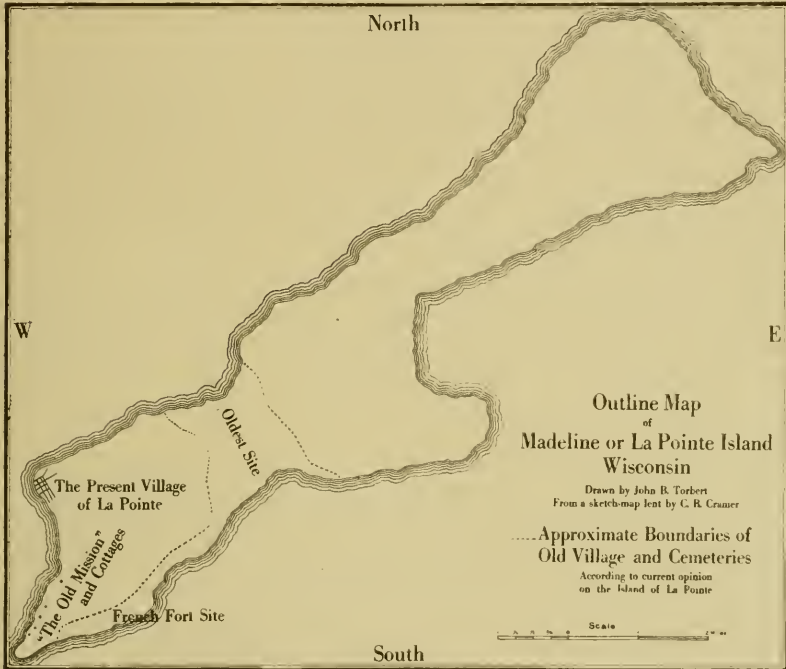 North
W
E
Oldest Site
The Present Village
of La Pointe
"The Old Mission"
and Cottages
French Fort Site
South
Outline Map
of
Madeline or La Pointe Island
Wisconsin
Drawn by John B. Torbert
From a sketch-map lent by C. R. Cramer
Approximate Boundaries of
Old Village and Cemeteries
According to current opinion
on the Island of La Pointe
Scale